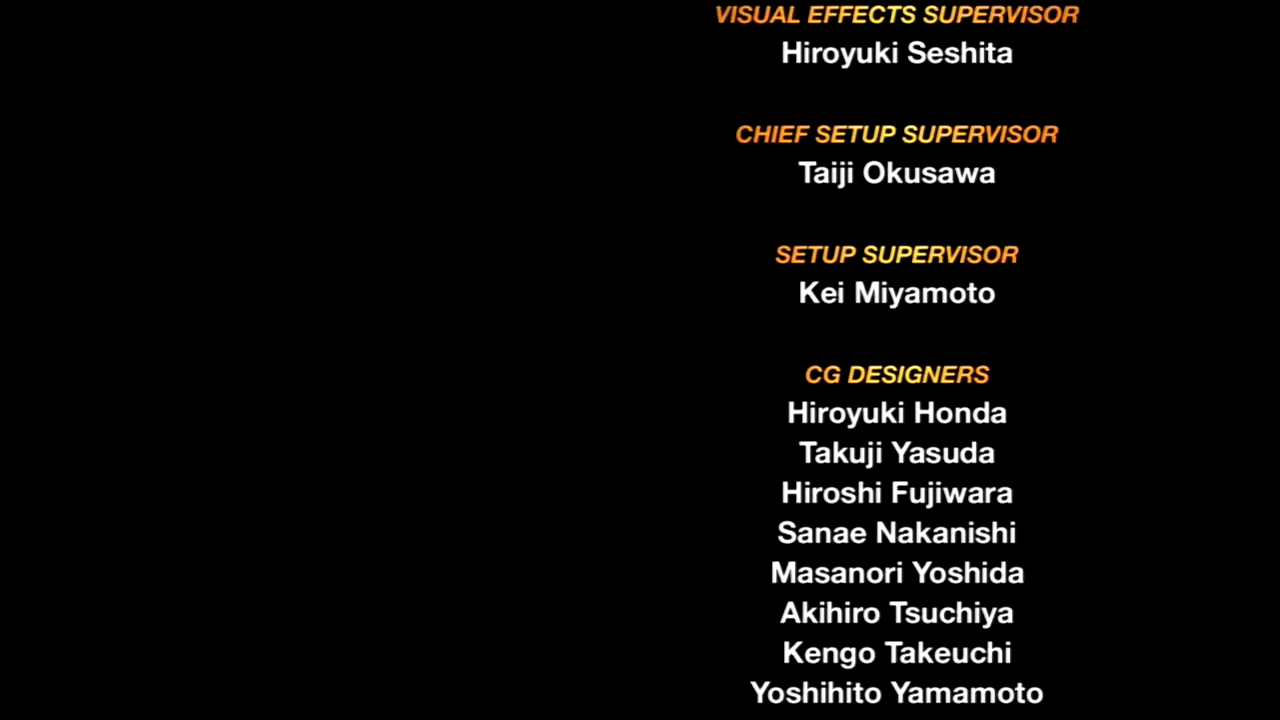 VISUAL EFFECTS SUPERVISOR
Hiroyuki Seshita
CHIEF SETUP SUPERVISOR
Taiji Okusawa
SETUP SUPERVISOR
Kei Miyamoto
CG DESIGNERS
Hiroyuki Honda
Takuji Yasuda
Hiroshi Fujiwara
Sanae Nakanishi
Masanori Yoshida
Akihiro Tsuchiya
Kengo Takeuchi
Yoshihito Yamamoto